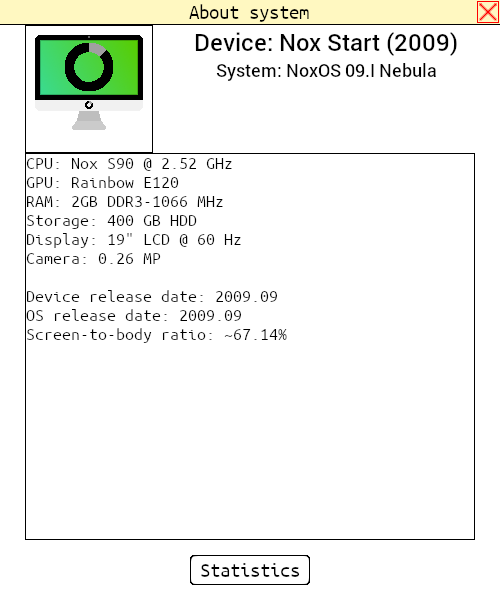 About system
Device: Nox Start (2009)
System: NoxOS 09.I Nebula
CPU: Nox S90 @ 2.52 GHz
GPU: Rainbow E120
RAM: 2GB DDR3-1066 MHz
Storage: 400 GB HDD
Display: 19" LCD @ 60 Hz
Camera: 0.26 MP
Device release date: 2009.09
OS release date: 2009.09
Screen-to-body ratio: ~67.14%
Statistics